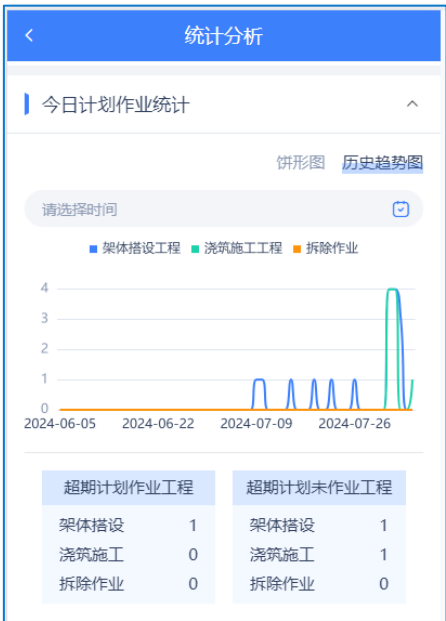 统计分析
今日计划作业统计
饼形图 历史趋势图
请选择时间
架体搭设工程 浇筑施工工程 拆除作业
4
3
2
1
0
2024-06-05 2024-06-22 2024-07-09 2024-07-26
超期计划作业工程 超期计划未作业工程
架体搭设 1 架体搭设 1
浇筑施工 0 浇筑施工 1
拆除作业 0 拆除作业 0